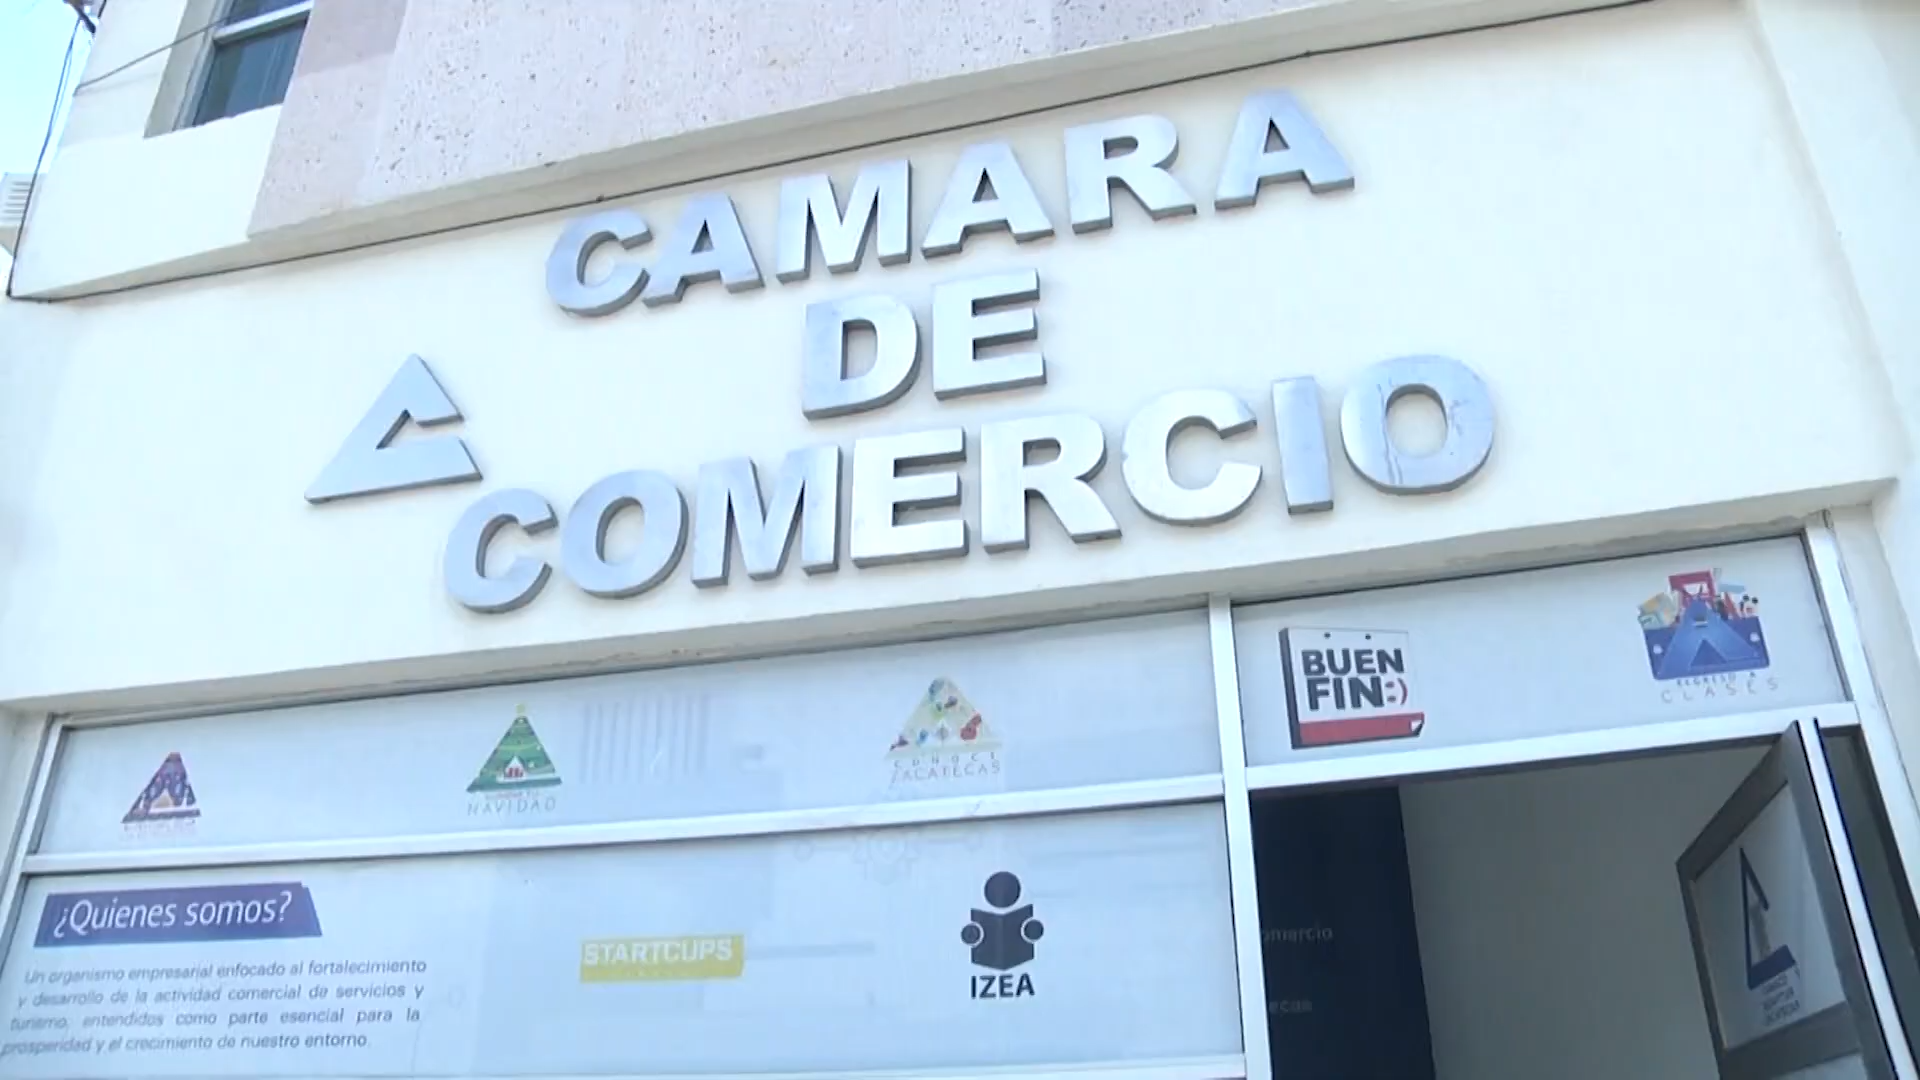 CAMARA
DE
COMERCIO
BUEN
FIN:)
REGRESO A
CLASES
NAVIDAD
CONOCE
ZACATECAS
¿Quienes somos?
Un organismo empresarial enfocado al fortalecimiento
y desarrollo de la actividad comercial de servicios y
turismo, entendidos como parte esencial para la
prosperidad y el crecimiento de nuestro entorno.
STARTCUPS
IZEA